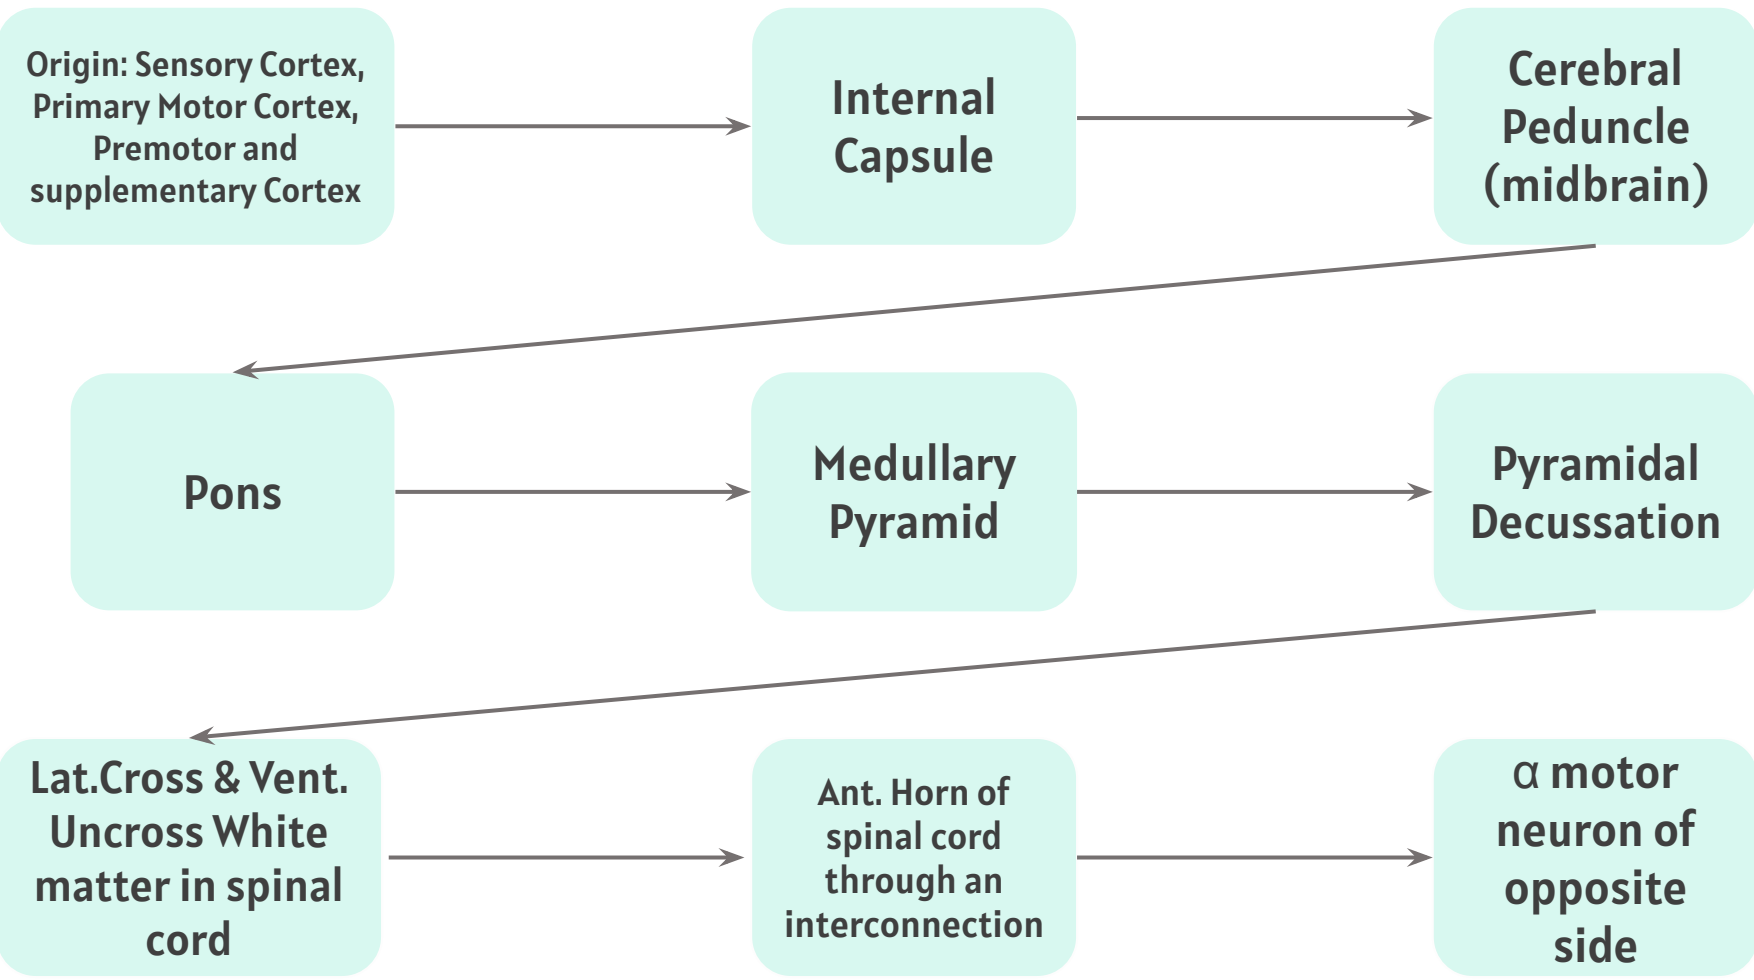 Origin: Sensory Cortex,
Primary Motor Cortex,
Premotor and
supplementary Cortex
Internal
Capsule
Cerebral
Peduncle
(midbrain)
Pons
Medullary
Pyramid
Pyramidal
Decussation
Lat.Cross & Vent.
Uncross White
matter in spinal
cord
Ant. Horn of
spinal cord
through an
interconnection
α motor
neuron of
opposite
side